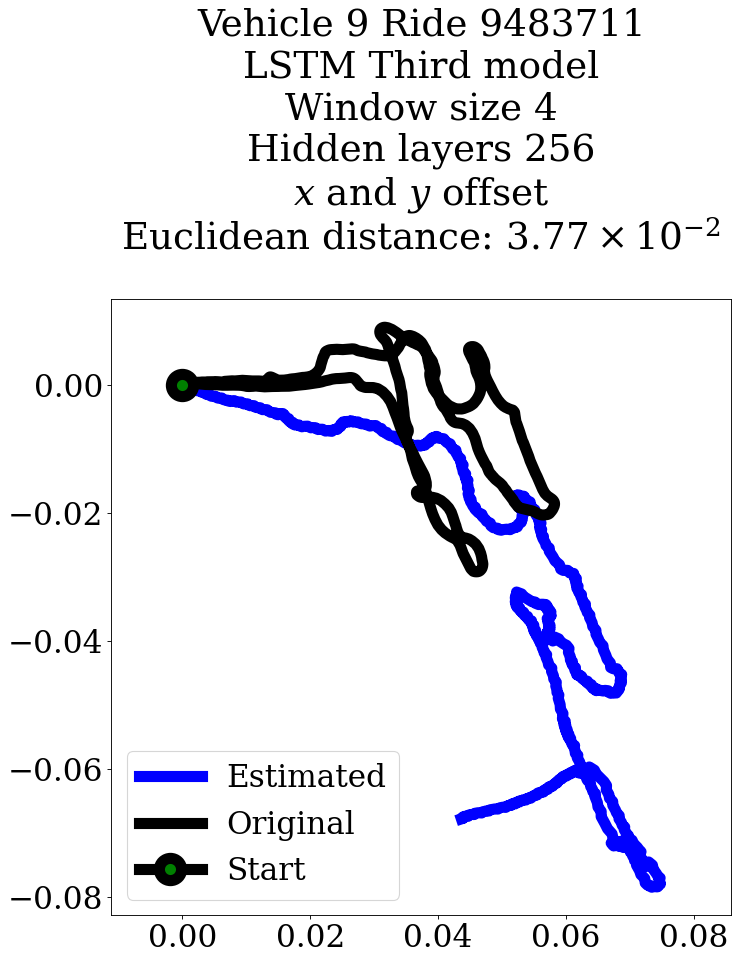 Vehicle 9 Ride 9483711
LSTM Third model
Window size 4
Hidden layers 256
x and y offset
Euclidean distance: 3.77 × 10⁻²
0.00
−0.02
−0.04
−0.06
−0.08
Estimated
Original
Start
0.00 0.02 0.04 0.06 0.08